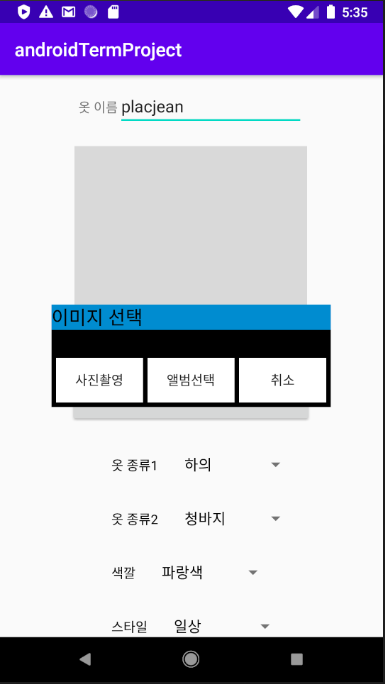 5:35
androidTermProject
옷 이름 placjean
이미지 선택
사진촬영 앨범선택 취소
옷 종류1 하의
옷 종류2 청바지
색깔 파랑색
스타일 일상